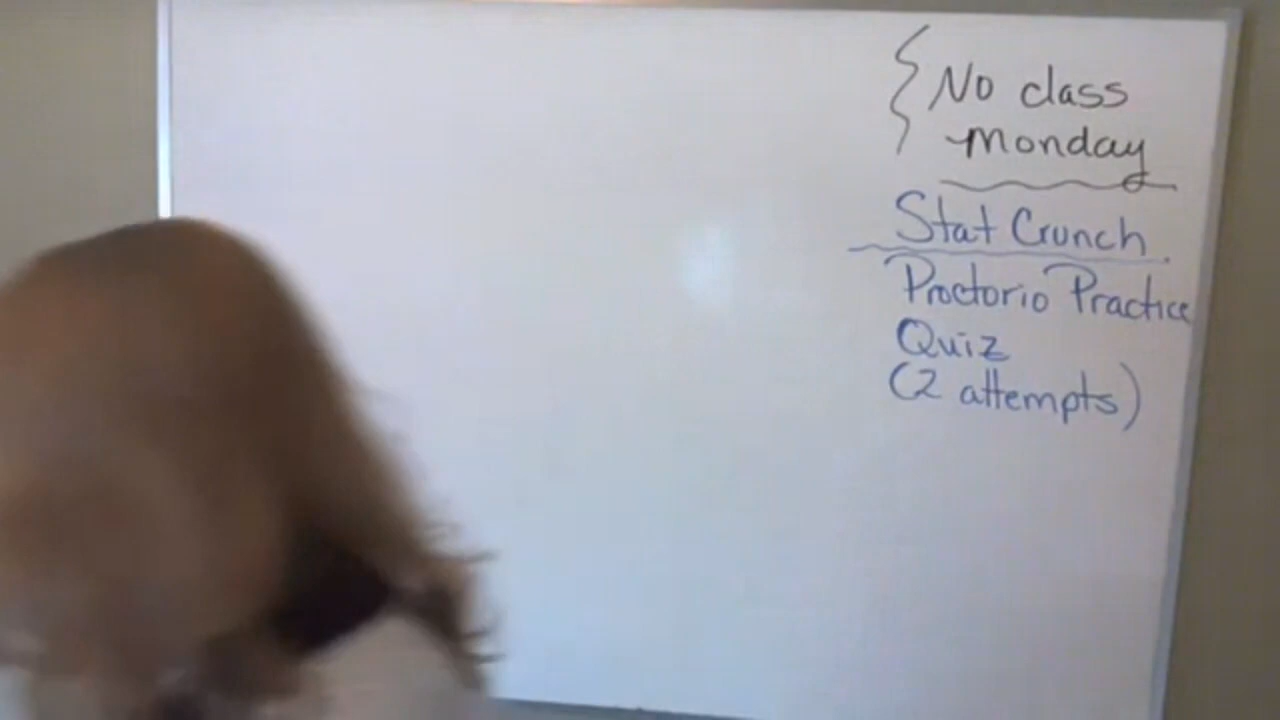 No class
Monday
Stat Crunch
Proctorio Practice
Quiz
(2 attempts)